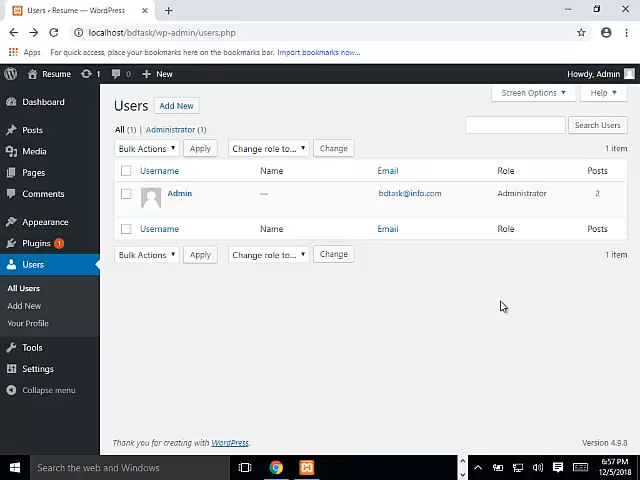 Users ‹ Resume — WordPress
localhost/bdtask/wp-admin/users.php
Apps For quick access, place your bookmarks here on the bookmarks bar. Import bookmarks now...
Resume 1 0 New Howdy, Admin
Screen Options Help
Dashboard
Posts
Media
Pages
Comments
Appearance
Plugins 1
Users
All Users
Add New
Your Profile
Tools
Settings
Collapse menu
Users Add New
All (1) | Administrator (1)
Search Users
Bulk Actions Apply Change role to... Change 1 item
Username Name Email Role Posts
Admin — bdtask@info.com Administrator 2
Username Name Email Role Posts
Bulk Actions Apply Change role to... Change 1 item
Thank you for creating with WordPress. Version 4.9.8
Search the web and Windows
6:57 PM
12/5/2018